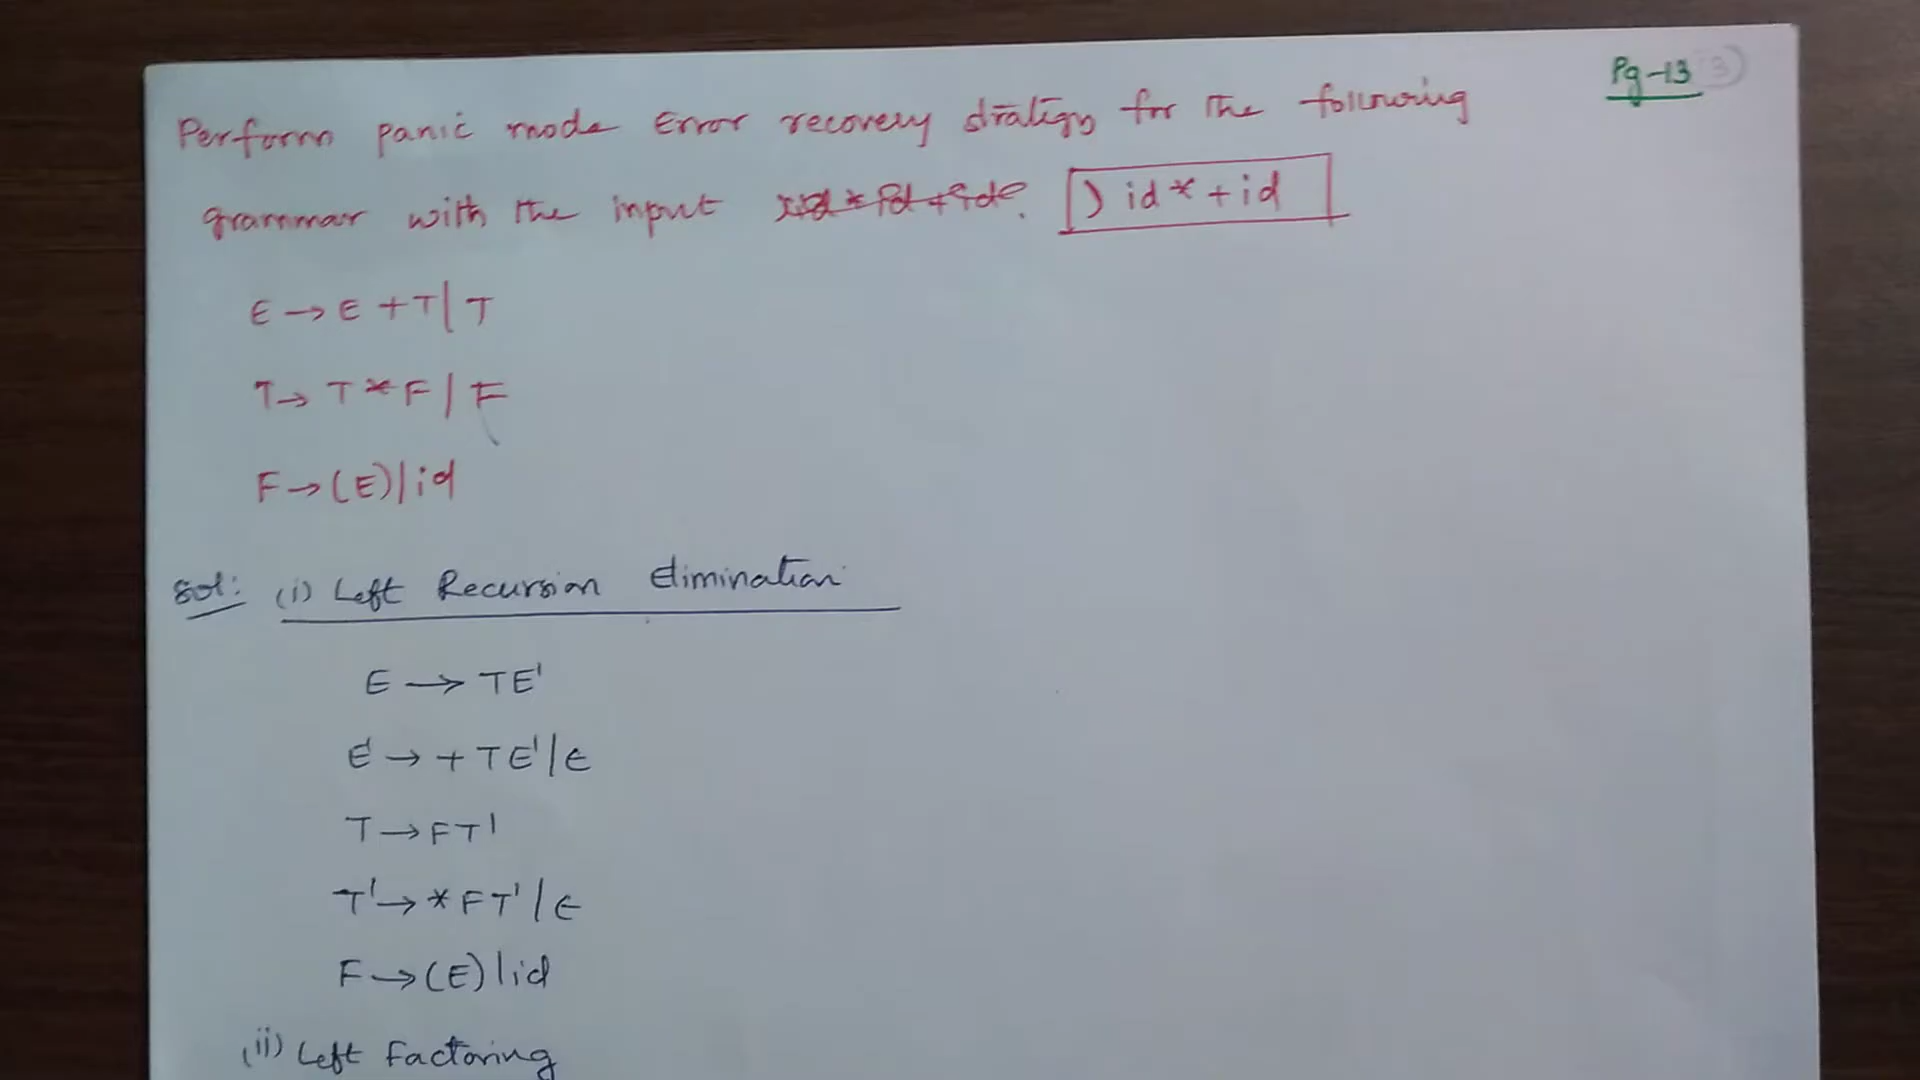 Pg-13
Perform panic mode Error recovery strategy for the following
grammar with the input ) id * + id
E → E + T | T
T → T * F | F
F → (E) | id
Sol: (i) Left Recursion Elimination
E → TE'
E' → + TE' | ϵ
T → FT'
T' → * FT' | ϵ
F → (E) | id
(ii) Left Factoring